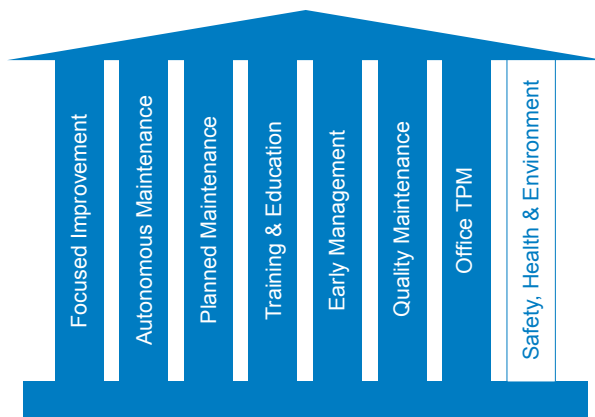 Focused Improvement
Autonomous Maintenance
Planned Maintenance
Training & Education
Early Management
Quality Maintenance
Office TPM
Safety, Health & Environment